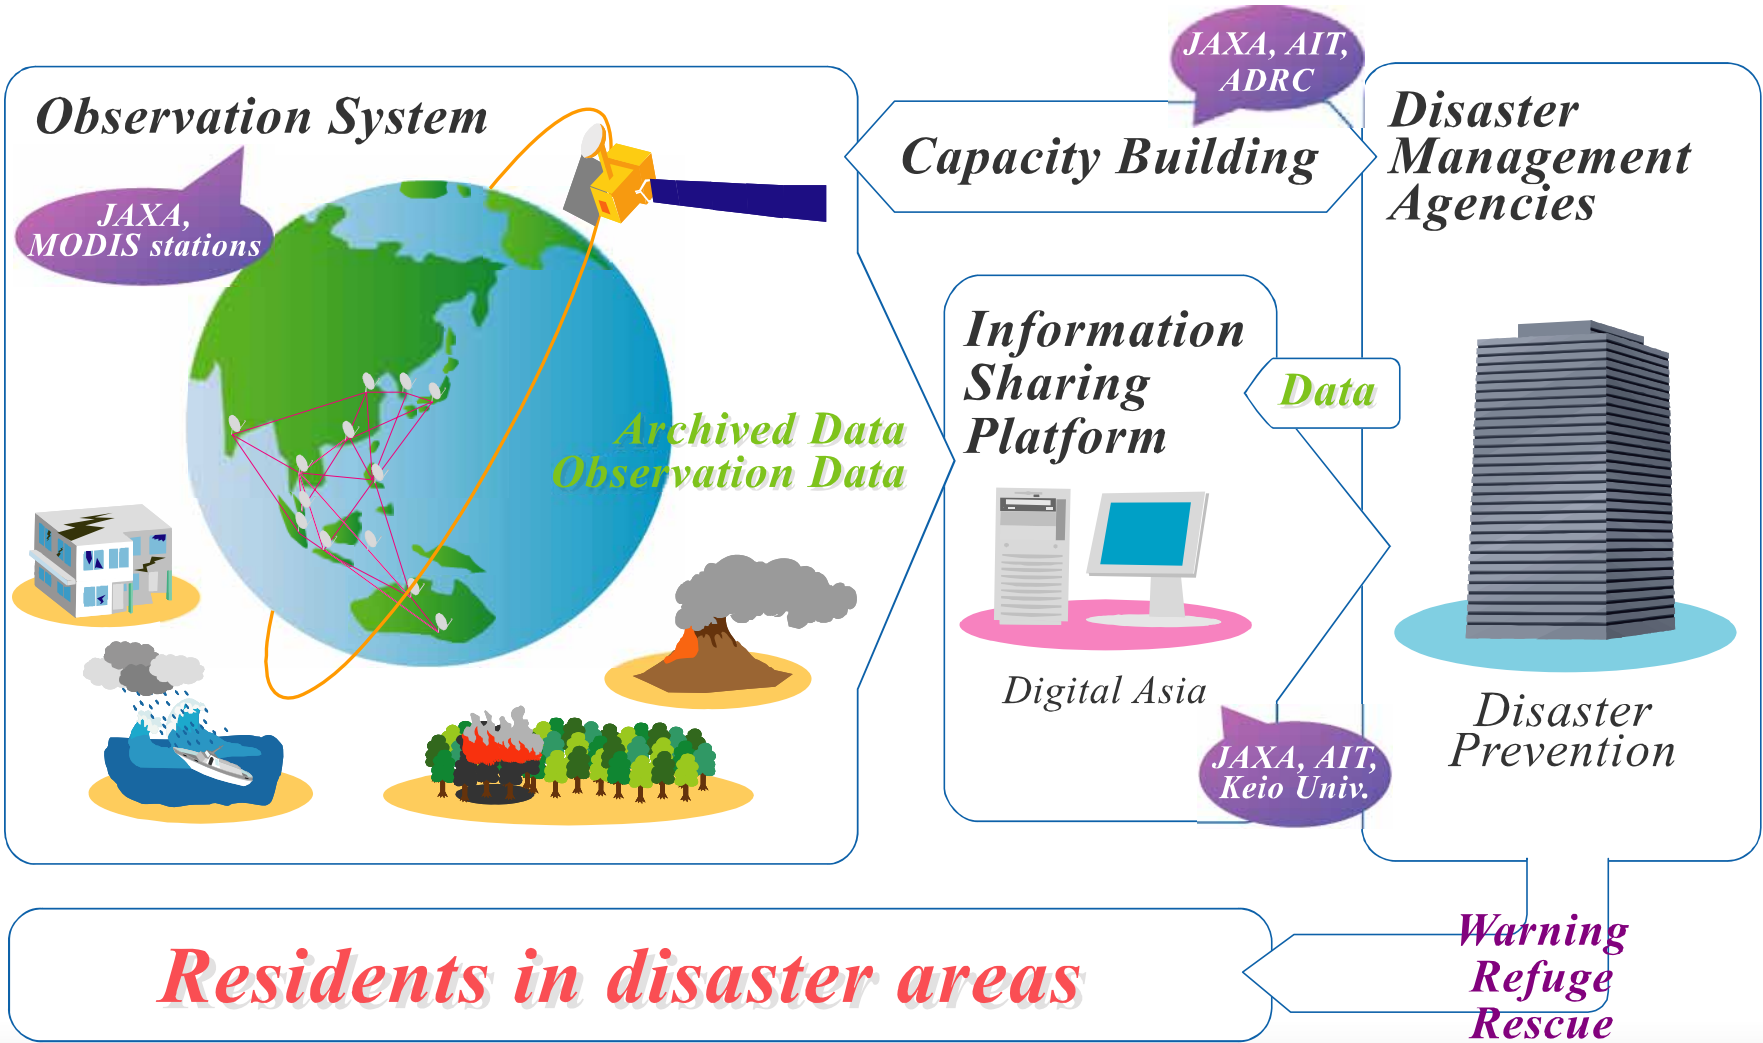 Observation System
JAXA,
MODIS stations
Archived Data
Observation Data
JAXA, AIT,
ADRC
Capacity Building
Information
Sharing
Platform
Digital Asia
Data
JAXA, AIT,
Keio Univ.
Disaster
Management
Agencies
Disaster
Prevention
Warning
Refuge
Rescue
Residents in disaster areas